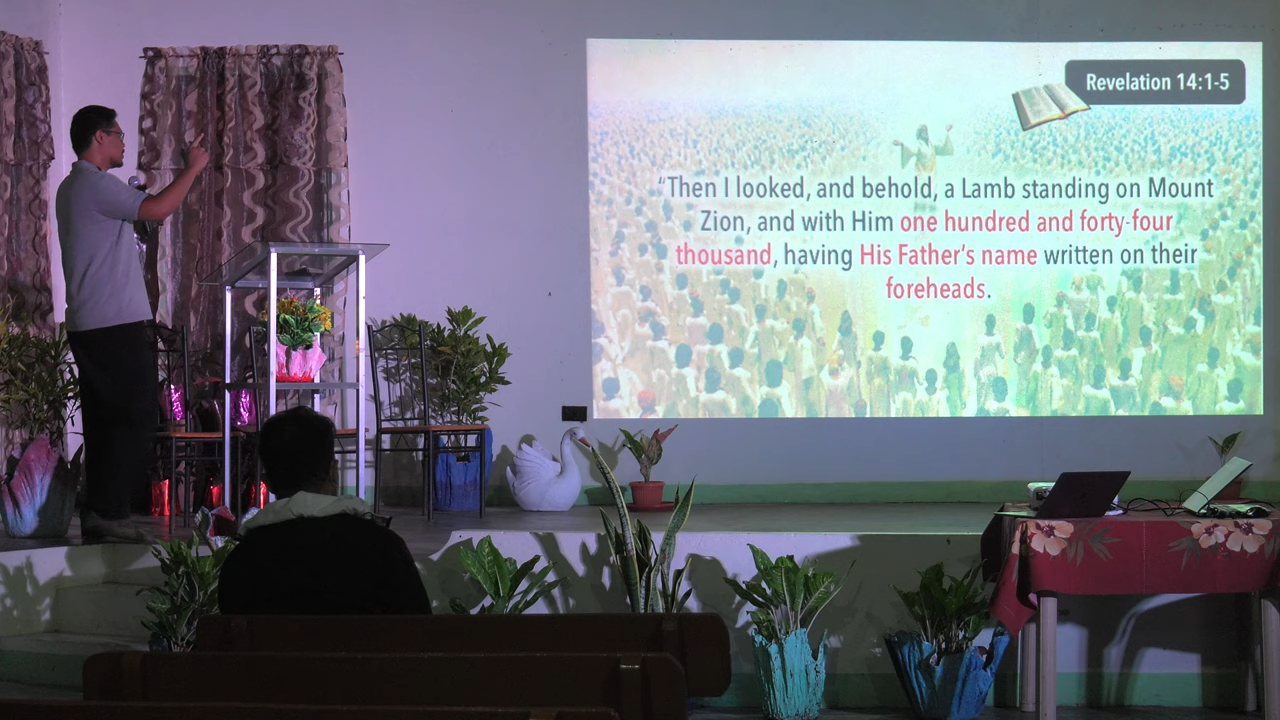 Revelation 14:1-5
“Then I looked, and behold, a Lamb standing on Mount
Zion, and with Him one hundred and forty-four
thousand, having His Father’s name written on their
foreheads.